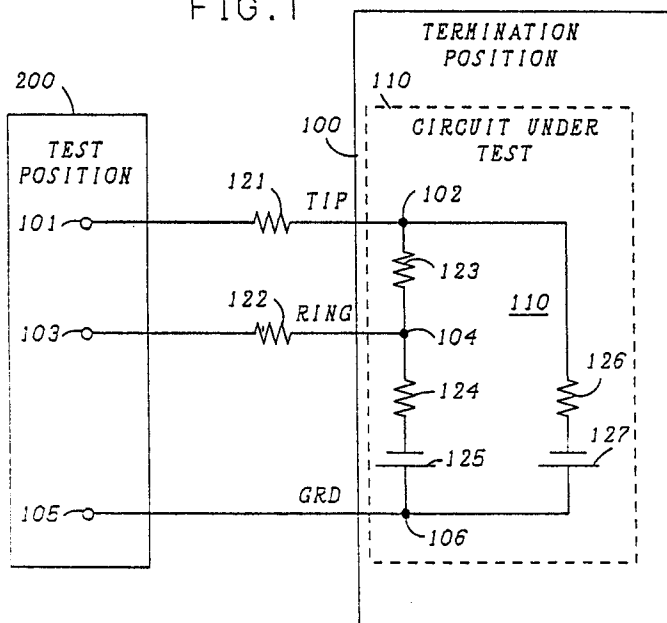 FIG.1
TERMINATION
POSITION
200
110
100
CIRCUIT UNDER
TEST
TEST
POSITION
121
TIP
102
101
123
122
RING
110
103
104
126
124
127
125
GRD
105
106